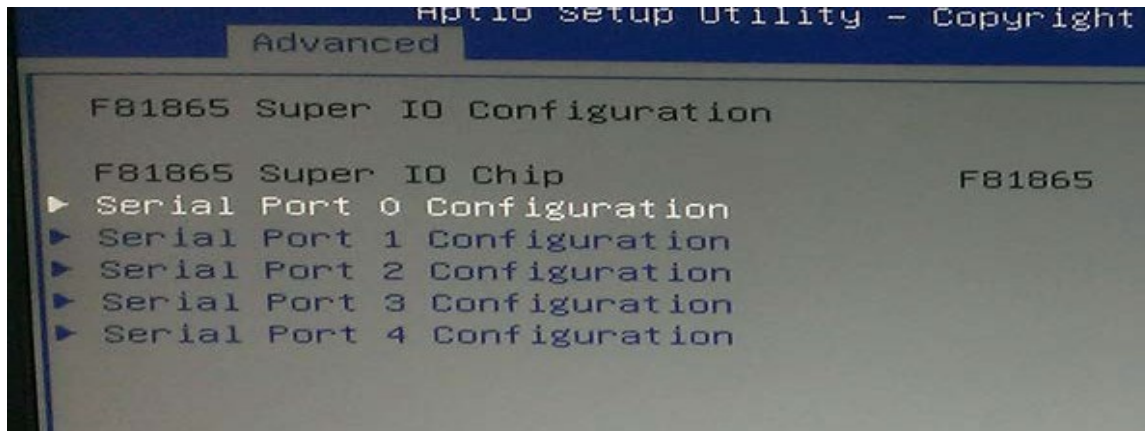 Aptio Setup Utility – Copyright
Advanced
F81865 Super IO Configuration
F81865 Super IO Chip F81865
► Serial Port 0 Configuration
► Serial Port 1 Configuration
► Serial Port 2 Configuration
► Serial Port 3 Configuration
► Serial Port 4 Configuration